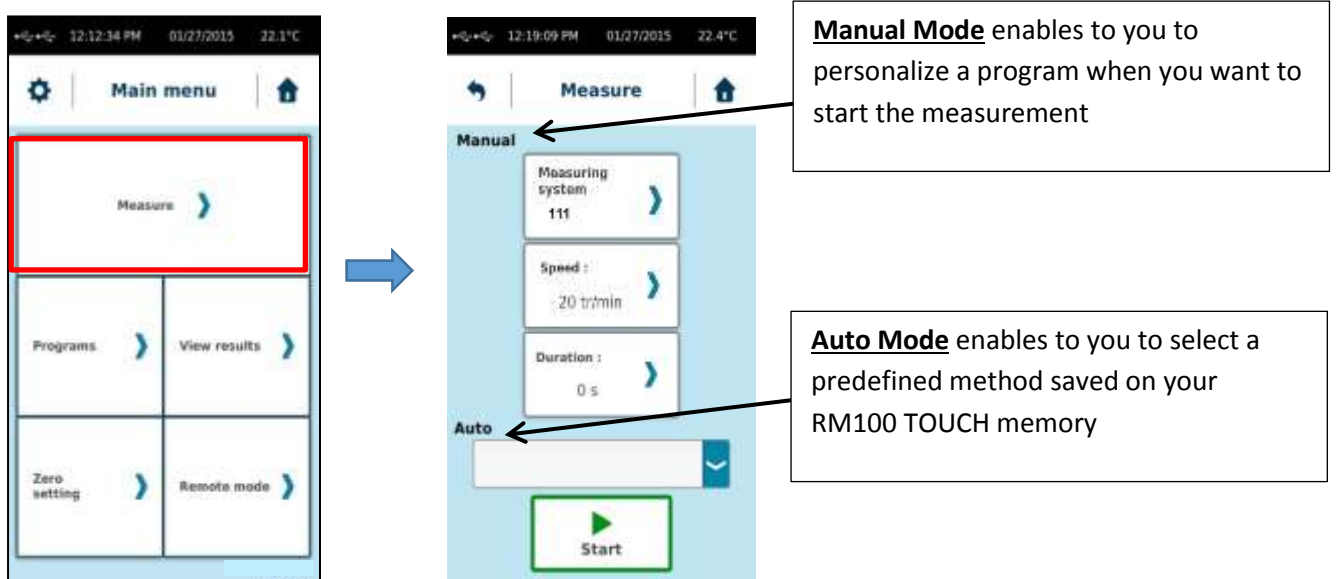 12:12:34 PM 01/27/2015 22.1°C
Main menu
Measure
Programs
View results
Zero
setting
Remote mode
12:19:09 PM 01/27/2015 22.4°C
Measure
Manual
Measuring
system
111
Speed :
20 tr/min
Duration :
0 s
Auto
Start
Manual Mode enables to you to
personalize a program when you want to
start the measurement
Auto Mode enables to you to select a
predefined method saved on your
RM100 TOUCH memory